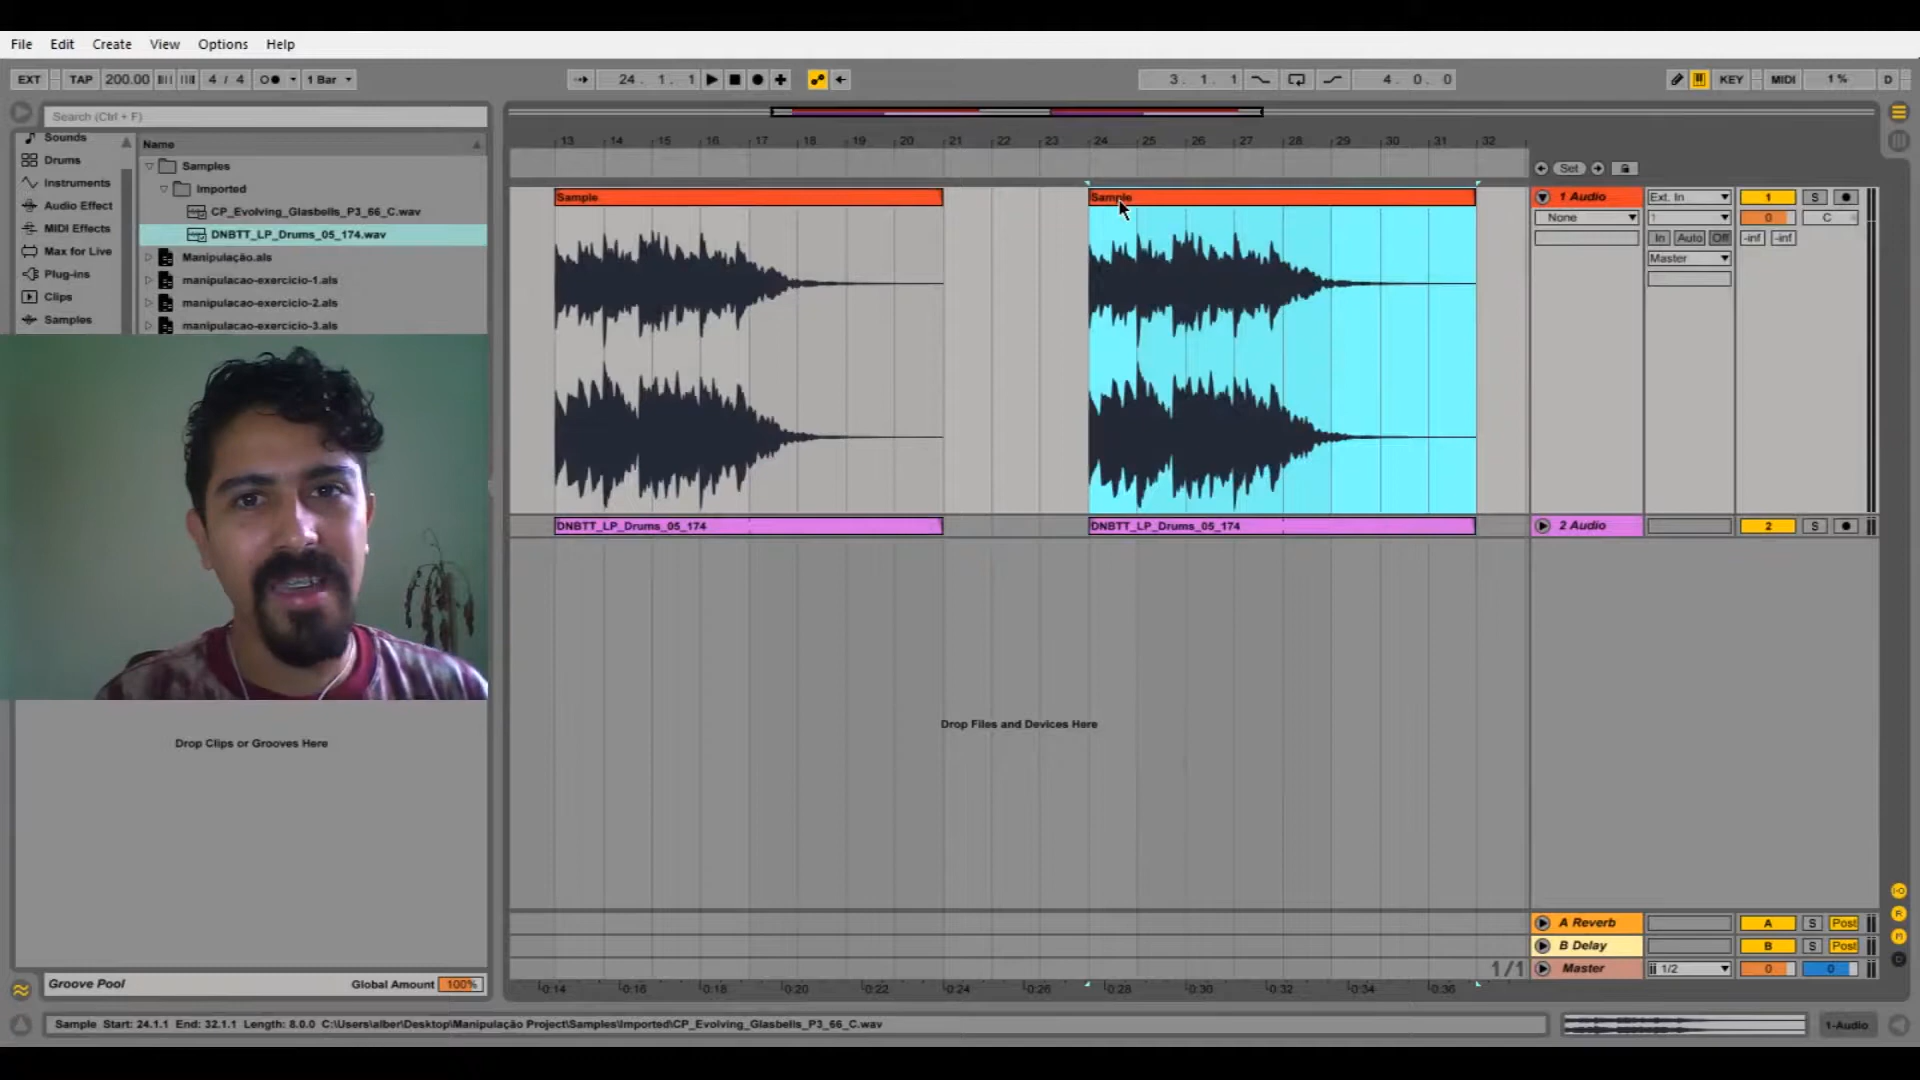 File Edit Create View Options Help
EXT TAP 200.00 4 / 4 1 Bar 24. 1. 1 3. 1. 1 4. 0. 0 KEY MIDI 1 % D
Search (Ctrl + F)
Sounds
Drums
Instruments
Audio Effect
MIDI Effects
Max for Live
Plug-ins
Clips
Samples
Name
Samples
Imported
CP_Evolving_Glasbells_P3_66_C.wav
DNBTT_LP_Drums_05_174.wav
Manipulação.als
manipulacao-exercicio-1.als
manipulacao-exercicio-2.als
manipulacao-exercicio-3.als
13 14 15 16 17 18 19 20 21 22 23 24 25 26 27 28 29 30 31 32
Set
Sample Sample
1 Audio Ext. In 1 S
None 1 0 C
In Auto Off -inf -inf
Master
DNBTT_LP_Drums_05_174 DNBTT_LP_Drums_05_174 2 Audio 2 S
Drop Files and Devices Here
Drop Clips or Grooves Here
A Reverb A S Post
B Delay B S Post
1/1 Master 1/2 0 0
Groove Pool Global Amount 100%
0:14 0:16 0:18 0:20 0:22 0:24 0:26 0:28 0:30 0:32 0:34 0:36
Sample Start: 24.1.1 End: 32.1.1 Length: 8.0.0 C:\Users\alber\Desktop\Manipulação Project\Samples\Imported\CP_Evolving_Glasbells_P3_66_C.wav
1-Audio